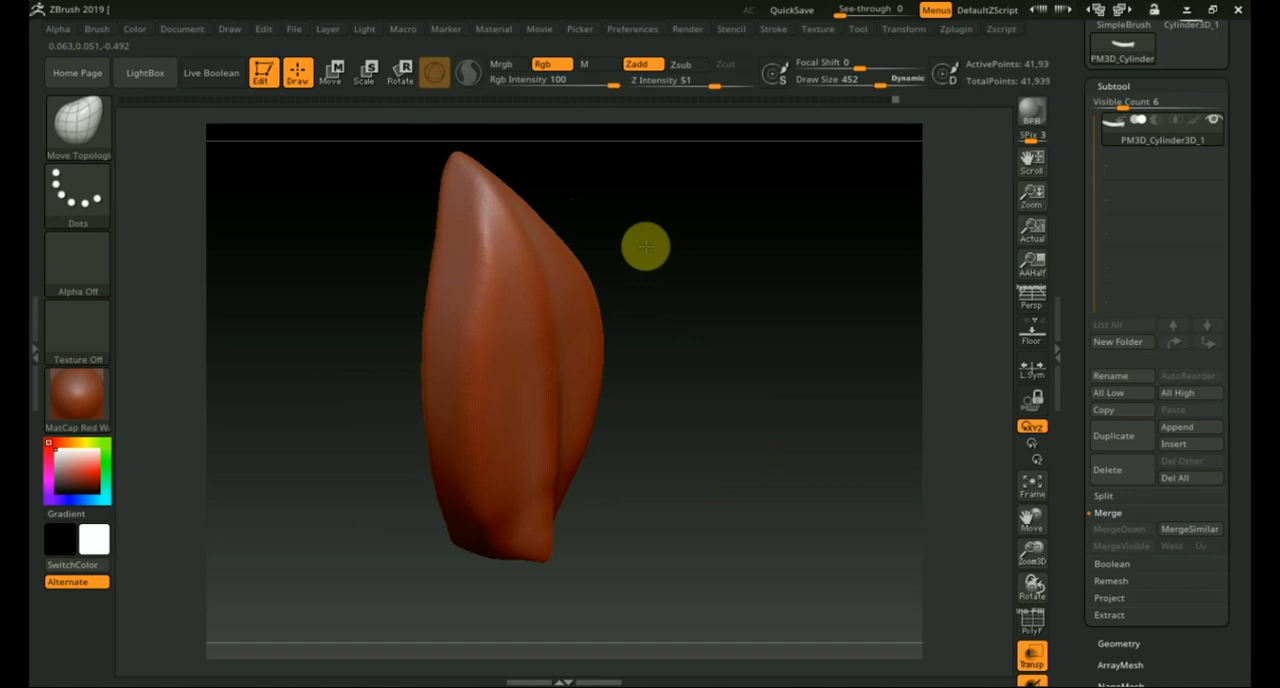 ZBrush 2019 [
AC QuickSave See-through 0 Menus DefaultZScript
Alpha Brush Color Document Draw Edit File Layer Light Macro Marker Material Movie Picker Preferences Render Stencil Stroke Texture Tool Transform Zplugin Zscript
0.063,0.051,-0.492
Home Page LightBox Live Boolean Edit Draw Move Scale Rotate
Mrgb Rgb M Zadd Zsub Zcut
Rgb Intensity 100 Z Intensity 51
Focal Shift 0
Draw Size 452 Dynamic
ActivePoints: 41,93
TotalPoints: 41,939
Move Topologi
Dots
Alpha Off
Texture Off
MatCap Red W
Gradient
SwitchColor
Alternate
BPR
SPix 3
Scroll
Zoom
Actual
AAHalf
Persp
Floor
L.Sym
XYZ
Frame
Move
Zoom3D
Rotate
PolyF
Transp
SimpleBrush Cylinder3D_1
PM3D_Cylinder
Subtool
Visible Count 6
PM3D_Cylinder3D_1
List All
New Folder
Rename AutoReorder
All Low All High
Copy Paste
Duplicate Append
Insert
Delete Del Other
Del All
Split
Merge
MergeDown MergeSimilar
MergeVisible Weld Uv
Boolean
Remesh
Project
Extract
Geometry
ArrayMesh
NanoMesh